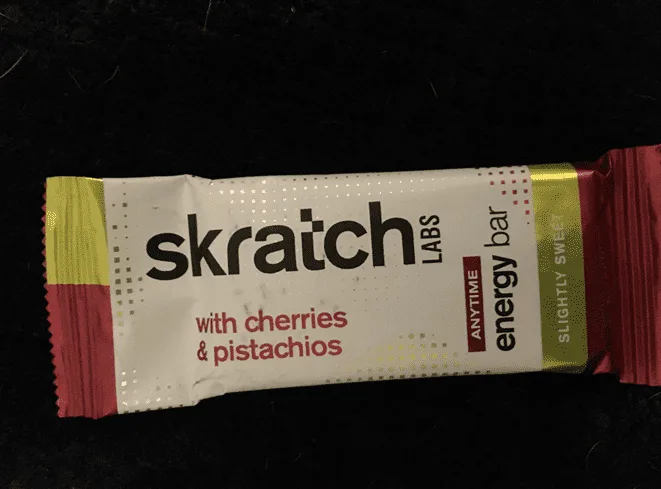 skratch
LABS
with cherries
& pistachios
ANYTIME
energy bar
SLIGHTLY SWEET